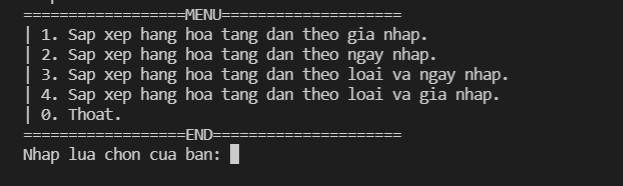 ==================MENU====================
| 1. Sap xep hang hoa tang dan theo gia nhap.
| 2. Sap xep hang hoa tang dan theo ngay nhap.
| 3. Sap xep hang hoa tang dan theo loai va ngay nhap.
| 4. Sap xep hang hoa tang dan theo loai va gia nhap.
| 0. Thoat.
==================END=====================
Nhap lua chon cua ban: